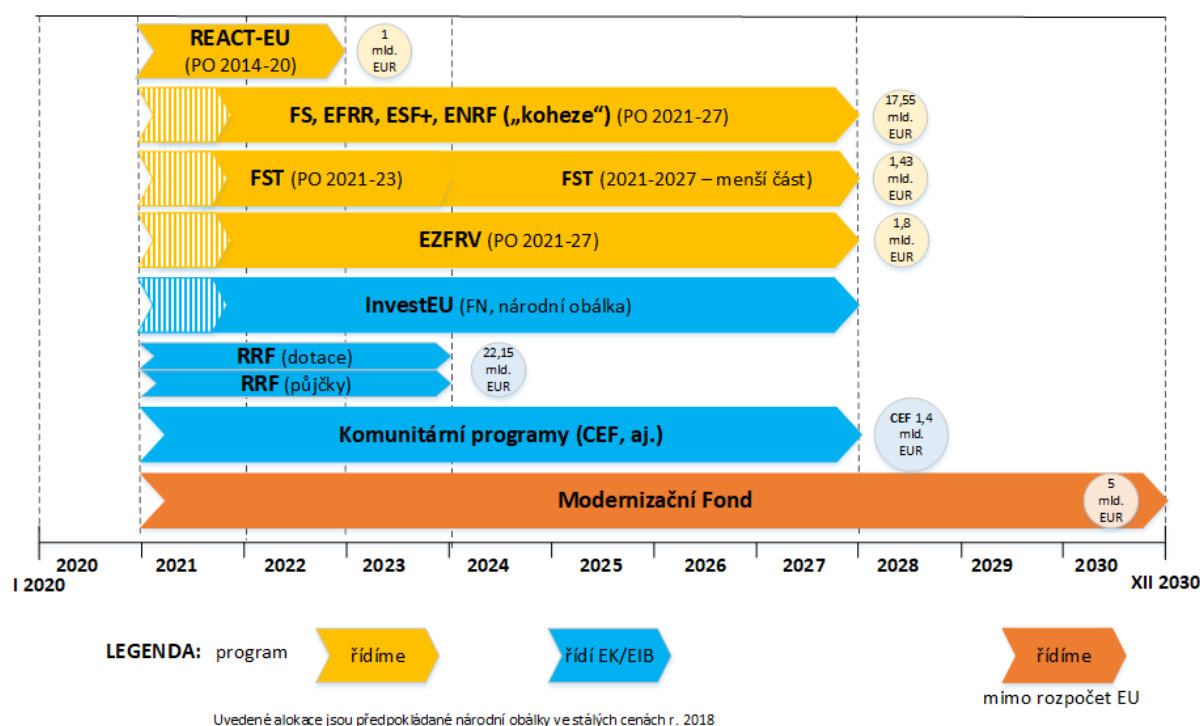 REACT-EU
(PO 2014-20)
1
mld.
EUR
FS, EFRR, ESF+, ENRF („koheze“) (PO 2021-27)
17,55
mld.
EUR
FST (PO 2021-23)
FST (2021-2027 – menší část)
1,43
mld.
EUR
EZFRV (PO 2021-27)
1,8
mld.
EUR
InvestEU (FN, národní obálka)
RRF (dotace)
RRF (půjčky)
22,15
mld.
EUR
Komunitární programy (CEF, aj.)
CEF 1,4
mld.
EUR
Modernizační Fond
5
mld.
EUR
2020 2021 2022 2023 2024 2025 2026 2027 2028 2029 2030
I 2020
XII 2030
LEGENDA: program
řídíme
řídí EK/EIB
řídíme
mimo rozpočet EU
Uvedené alokace jsou předpokládané národní obálky ve stálých cenách r. 2018